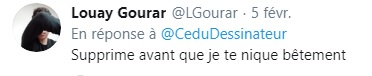 Louay Gourar @LGourar · 5 févr.
En réponse à @CeduDessinateur
Supprime avant que je te nique bêtement